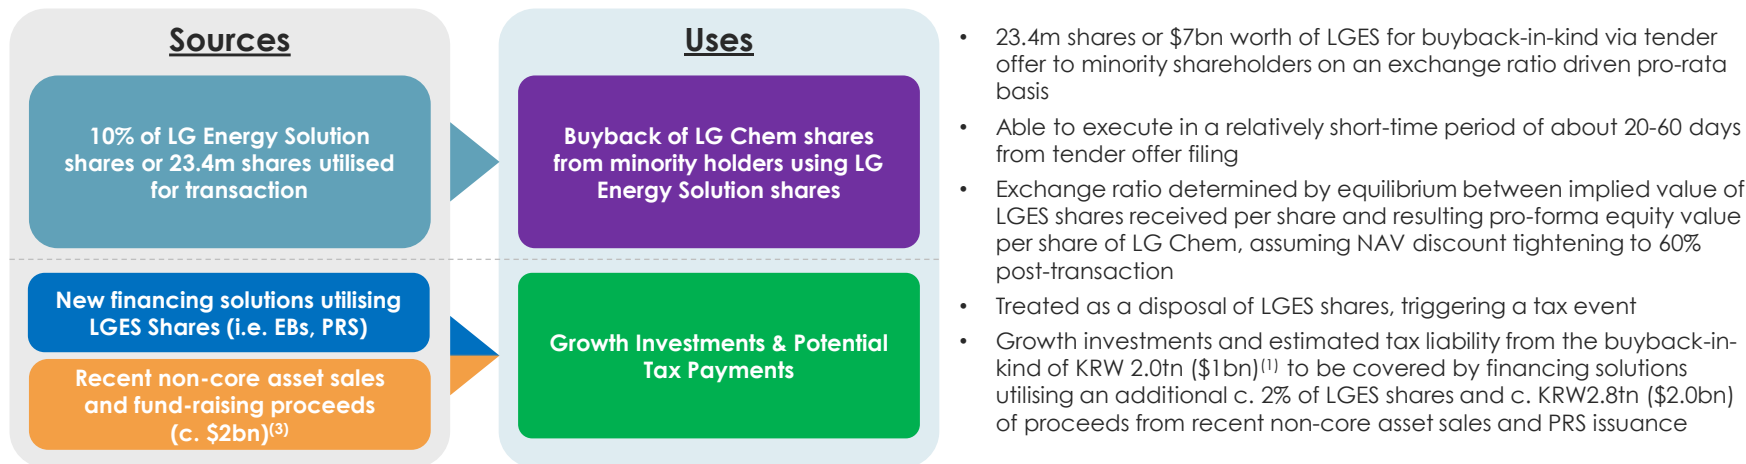 Sources
10% of LG Energy Solution
shares or 23.4m shares utilised
for transaction
New financing solutions utilising
LGES Shares (i.e. EBs, PRS)
Recent non-core asset sales
and fund-raising proceeds
(c. $2bn)(3)
Uses
Buyback of LG Chem shares
from minority holders using LG
Energy Solution shares
Growth Investments & Potential
Tax Payments
• 23.4m shares or $7bn worth of LGES for buyback-in-kind via tender
offer to minority shareholders on an exchange ratio driven pro-rata
basis
• Able to execute in a relatively short-time period of about 20-60 days
from tender offer filing
• Exchange ratio determined by equilibrium between implied value of
LGES shares received per share and resulting pro-forma equity value
per share of LG Chem, assuming NAV discount tightening to 60%
post-transaction
• Treated as a disposal of LGES shares, triggering a tax event
• Growth investments and estimated tax liability from the buyback-in-
kind of KRW 2.0tn ($1bn)(1) to be covered by financing solutions
utilising an additional c. 2% of LGES shares and c. KRW2.8tn ($2.0bn)
of proceeds from recent non-core asset sales and PRS issuance